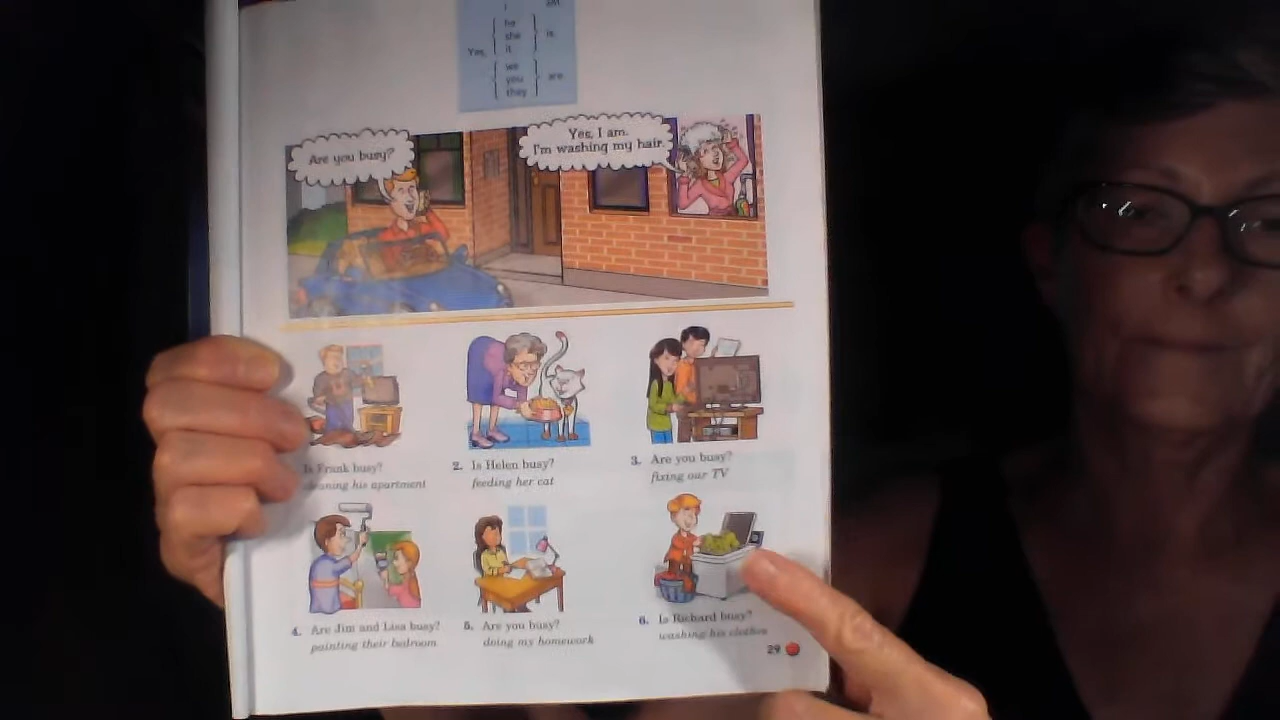 I am
he
she is
Yes, it
we
you are
they
Are you busy?
Yes, I am.
I'm washing my hair.
Is Frank busy?
cleaning his apartment
2. Is Helen busy?
feeding her cat
3. Are you busy?
fixing our TV
4. Are Jim and Lisa busy?
painting their bedroom
5. Are you busy?
doing my homework
6. Is Richard busy?
washing his clothes
29